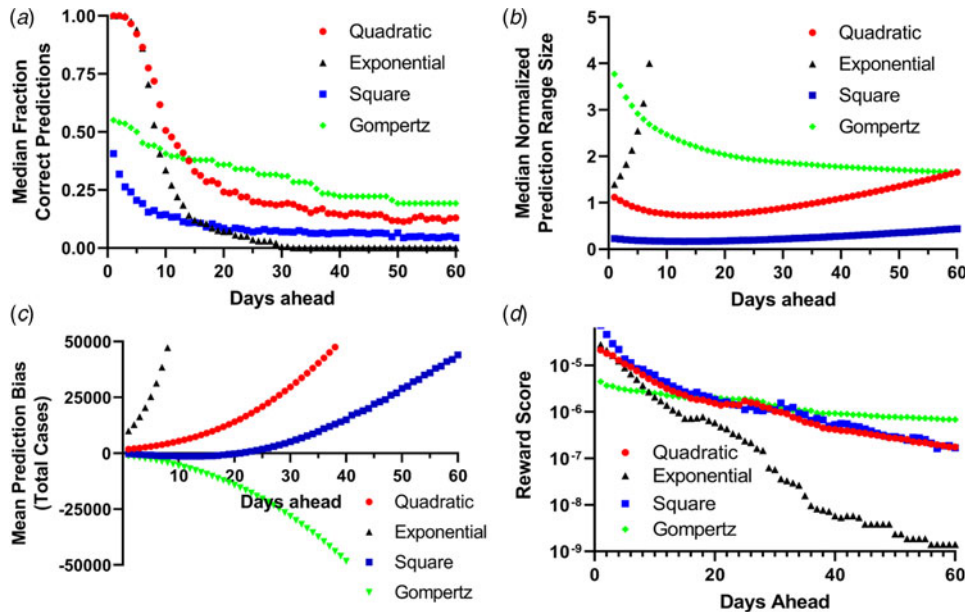 (a)
1.00
0.75
0.50
0.25
0.00
Median Fraction
Correct Predictions
Quadratic
Exponential
Square
Gompertz
0 10 20 30 40 50 60
Days ahead
(b)
5
4
3
2
1
0
Median Normalized
Prediction Range Size
Quadratic
Exponential
Square
Gompertz
0 20 40 60
Days ahead
(c)
50000
25000
0
-25000
-50000
Mean Prediction Bias
(Total Cases)
10 20 30 40 50 60
Days ahead
Quadratic
Exponential
Square
Gompertz
(d)
10-5
10-6
10-7
10-8
10-9
Reward Score
Quadratic
Exponential
Square
Gompertz
0 20 40 60
Days Ahead